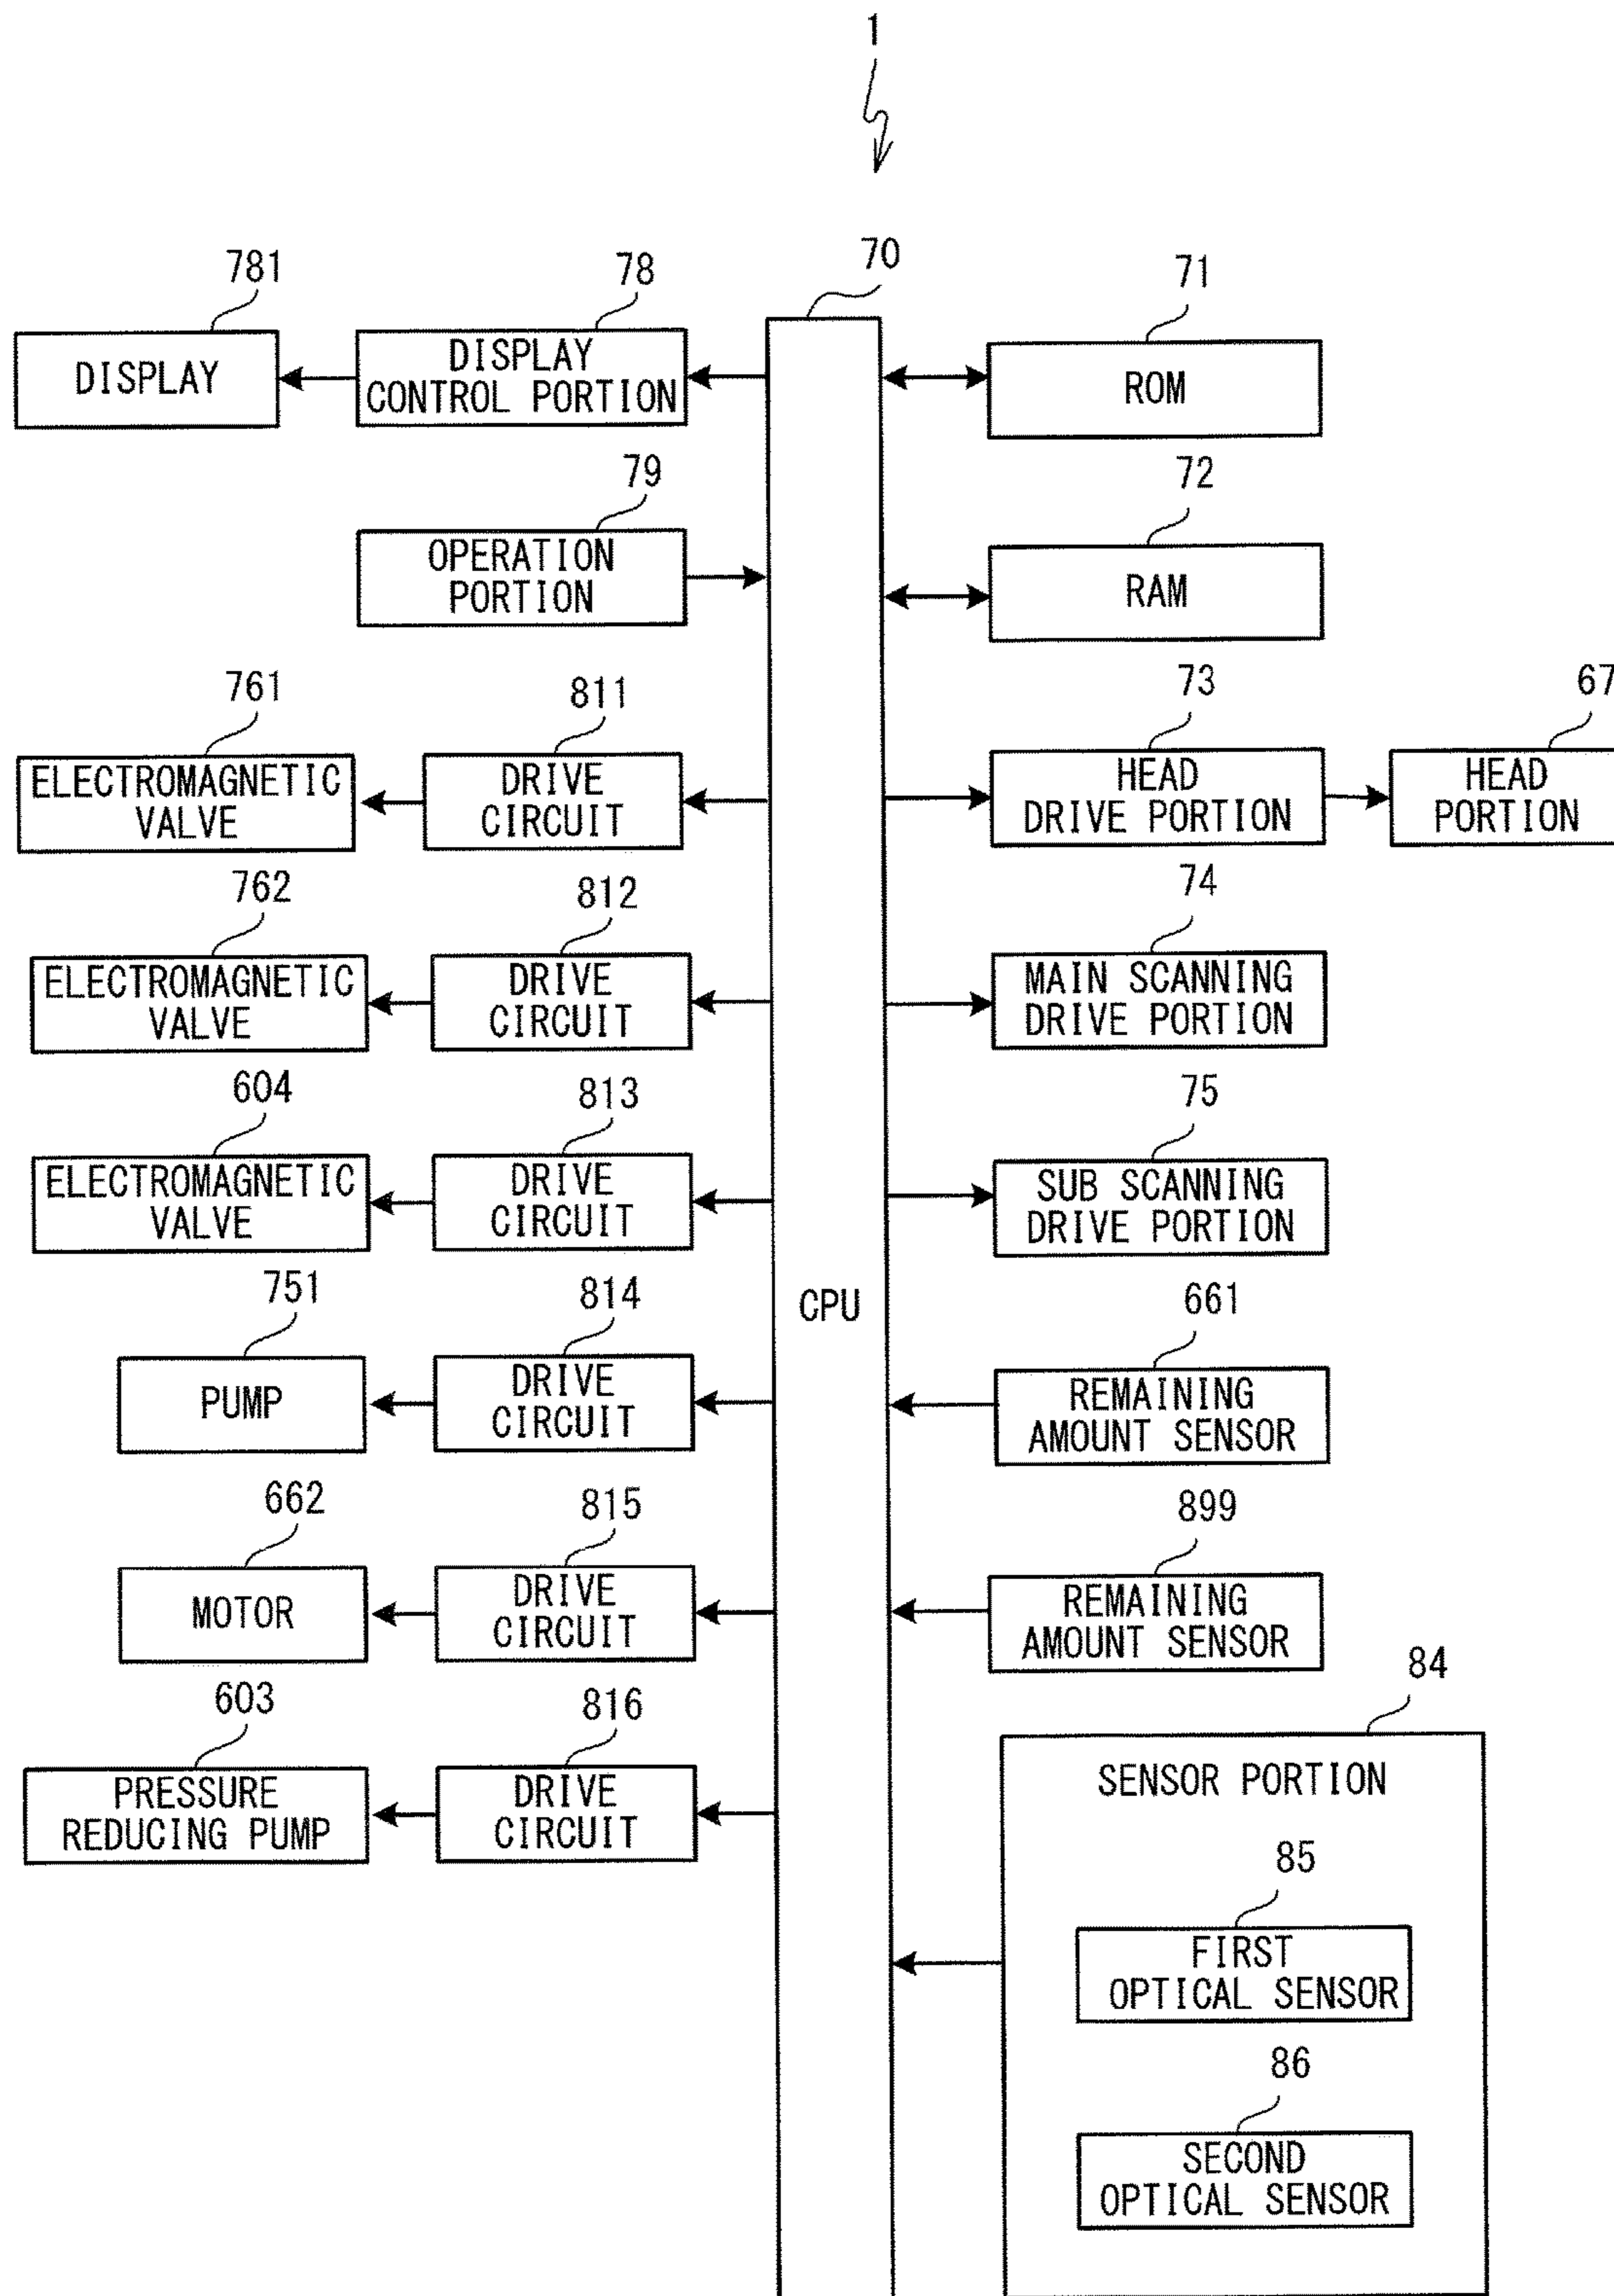 1
70
781
78
71
DISPLAY
DISPLAY
CONTROL PORTION
ROM
79
72
OPERATION
PORTION
RAM
761
811
73
67
ELECTROMAGNETIC
VALVE
DRIVE
CIRCUIT
HEAD
DRIVE PORTION
HEAD
PORTION
762
812
74
ELECTROMAGNETIC
VALVE
DRIVE
CIRCUIT
MAIN SCANNING
DRIVE PORTION
604
813
75
ELECTROMAGNETIC
VALVE
DRIVE
CIRCUIT
SUB SCANNING
DRIVE PORTION
751
814
CPU
661
PUMP
DRIVE
CIRCUIT
REMAINING
AMOUNT SENSOR
662
815
899
MOTOR
DRIVE
CIRCUIT
REMAINING
AMOUNT SENSOR
603
816
84
PRESSURE
REDUCING PUMP
DRIVE
CIRCUIT
SENSOR PORTION
85
FIRST
OPTICAL SENSOR
86
SECOND
OPTICAL SENSOR